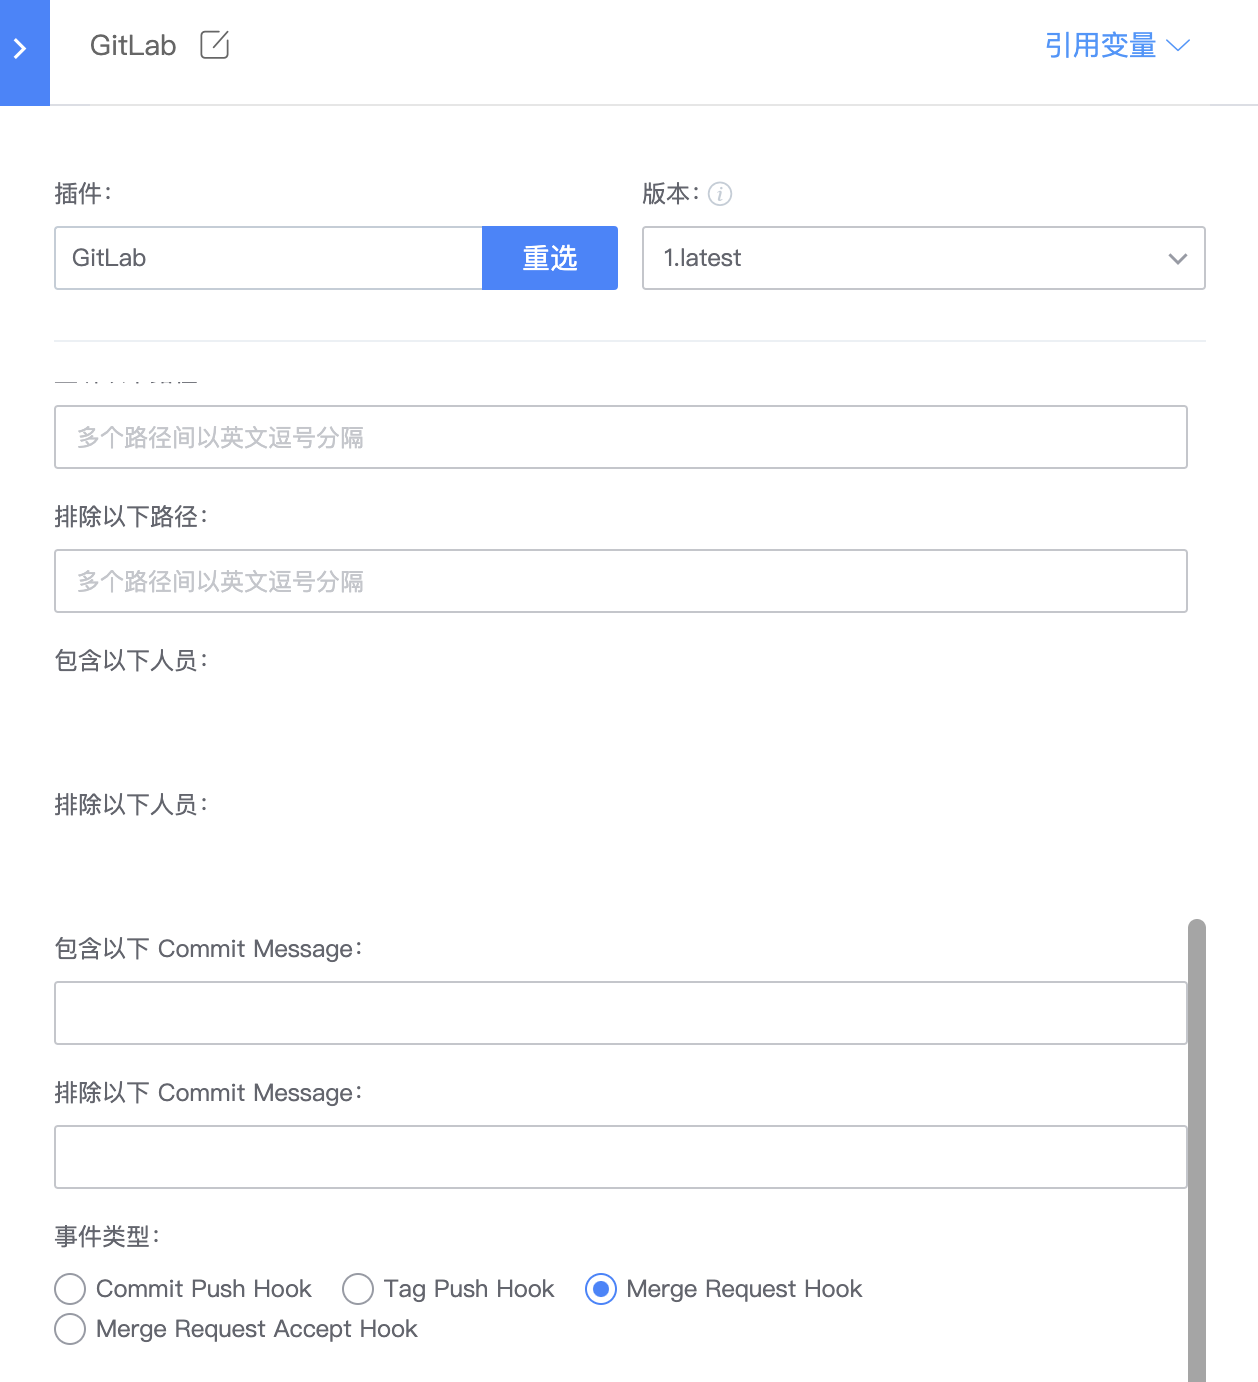 GitLab
引用变量
插件：
版本：
GitLab
重选
1.latest
多个路径间以英文逗号分隔
排除以下路径：
多个路径间以英文逗号分隔
包含以下人员：
排除以下人员：
包含以下 Commit Message：
排除以下 Commit Message：
事件类型：
Commit Push Hook
Tag Push Hook
Merge Request Hook
Merge Request Accept Hook